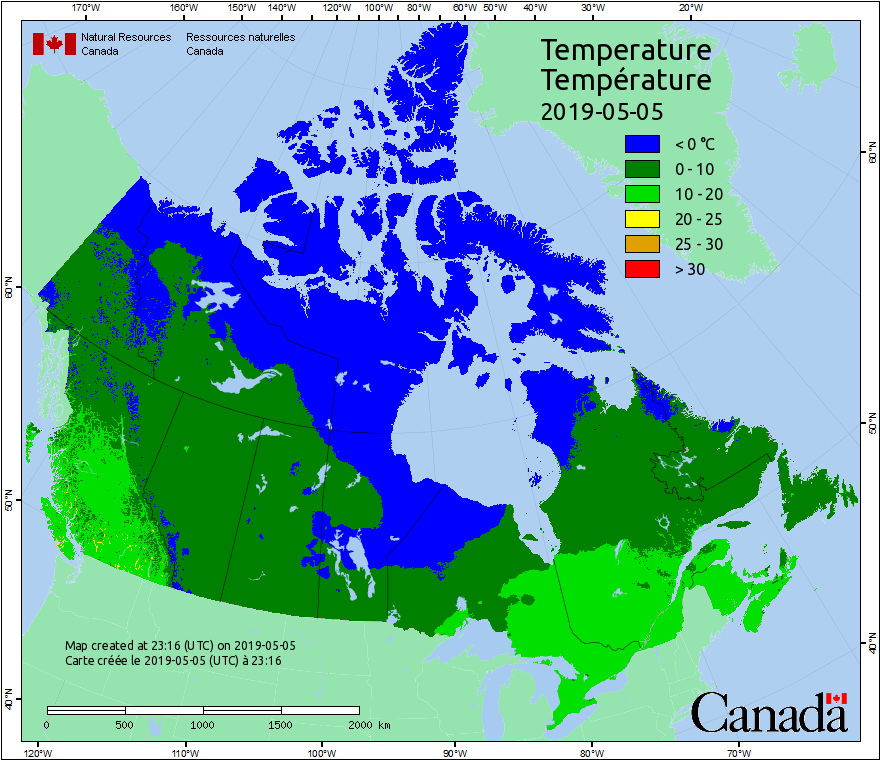 170°W 160°W 150°W 140°W 130°W 120°W 110°W 100°W 90°W 80°W 60°W 50°W 40°W 30°W 20°W
Natural Resources Canada
Ressources naturelles Canada
Temperature
Température
2019-05-05
< 0 °C
0 - 10
10 - 20
20 - 25
25 - 30
> 30
60°N
50°N
40°N
60°N
50°N
40°N
Map created at 23:16 (UTC) on 2019-05-05
Carte créée le 2019-05-05 (UTC) à 23:16
0 500 1000 1500 2000 km
Canada
120°W 110°W 100°W 90°W 80°W 70°W